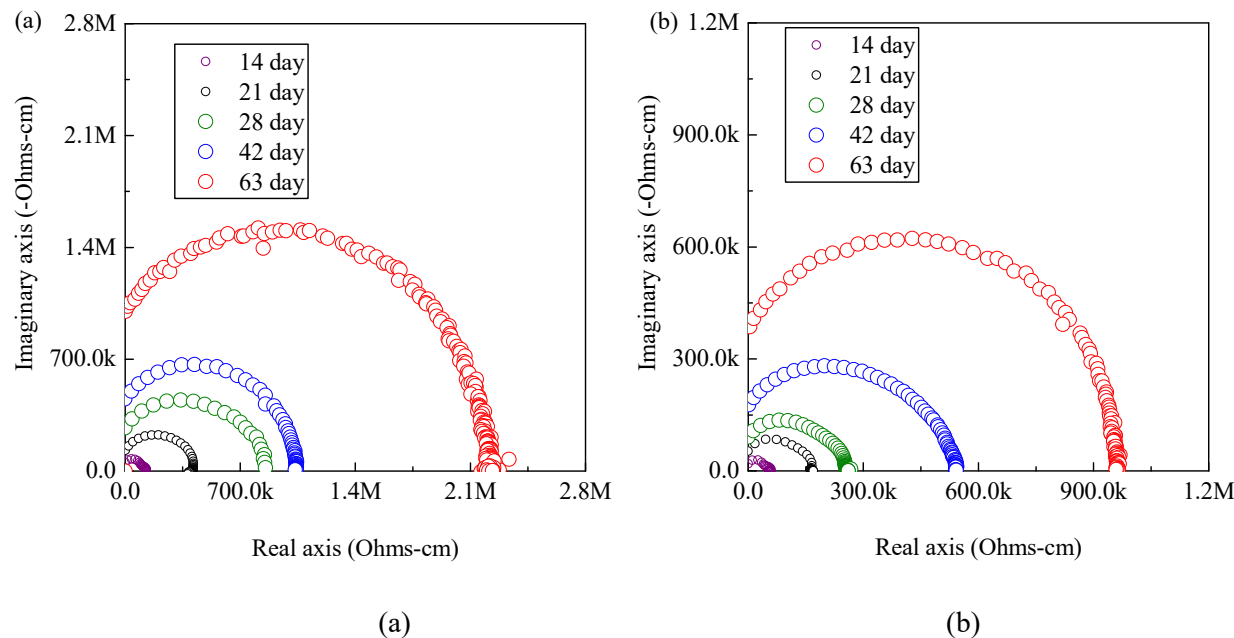 (a)
2.8M
2.1M
1.4M
700.0k
0.0
Imaginary axis (-Ohms-cm)
14 day
21 day
28 day
42 day
63 day
0.0 700.0k 1.4M 2.1M 2.8M
Real axis (Ohms-cm)
(a)
(b)
1.2M
900.0k
600.0k
300.0k
0.0
Imaginary axis (-Ohms-cm)
14 day
21 day
28 day
42 day
63 day
0.0 300.0k 600.0k 900.0k 1.2M
Real axis (Ohms-cm)
(b)